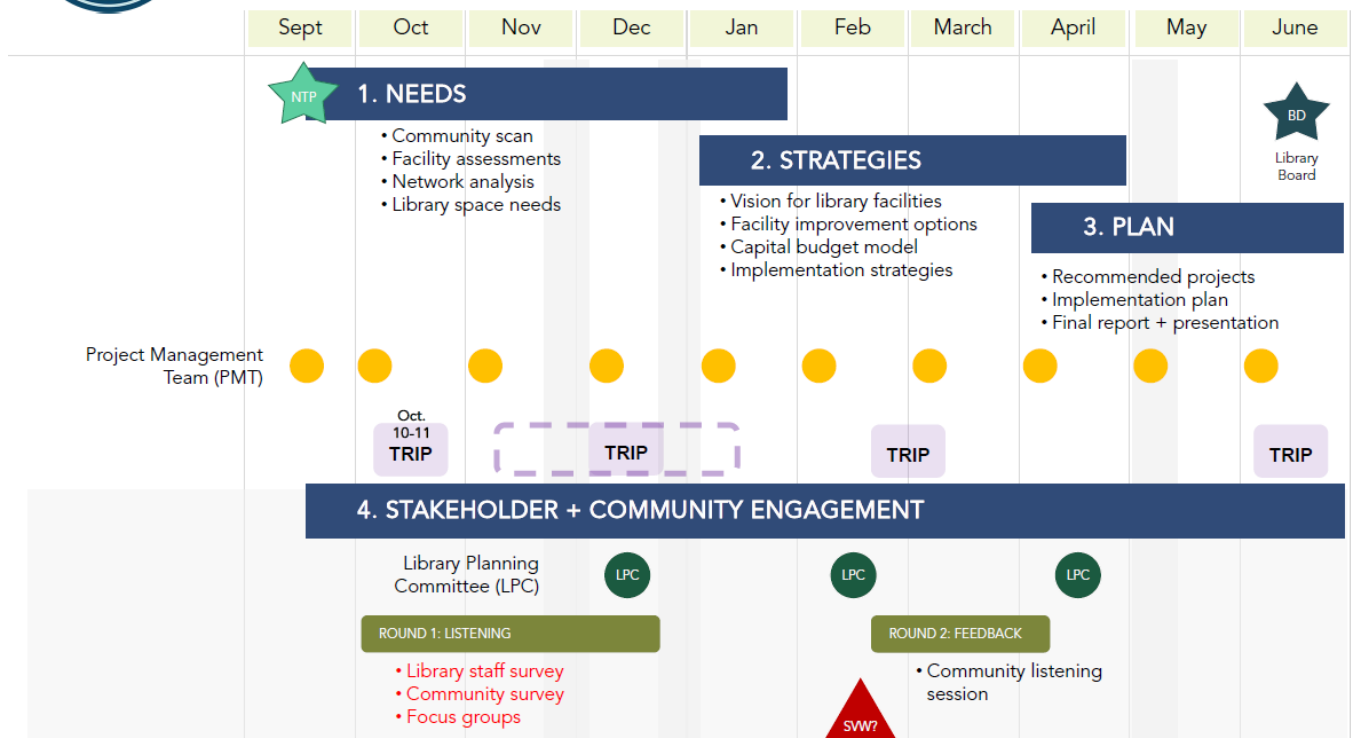 Sept Oct Nov Dec Jan Feb March April May June
NTP
1. NEEDS
• Community scan
• Facility assessments
• Network analysis
• Library space needs
2. STRATEGIES
• Vision for library facilities
• Facility improvement options
• Capital budget model
• Implementation strategies
BD
Library
Board
3. PLAN
• Recommended projects
• Implementation plan
• Final report + presentation
Project Management
Team (PMT)
Oct.
10-11
TRIP
TRIP
TRIP
TRIP
4. STAKEHOLDER + COMMUNITY ENGAGEMENT
Library Planning
Committee (LPC)
LPC
LPC
LPC
ROUND 1: LISTENING
• Library staff survey
• Community survey
• Focus groups
ROUND 2: FEEDBACK
• Community listening
session
SVW?